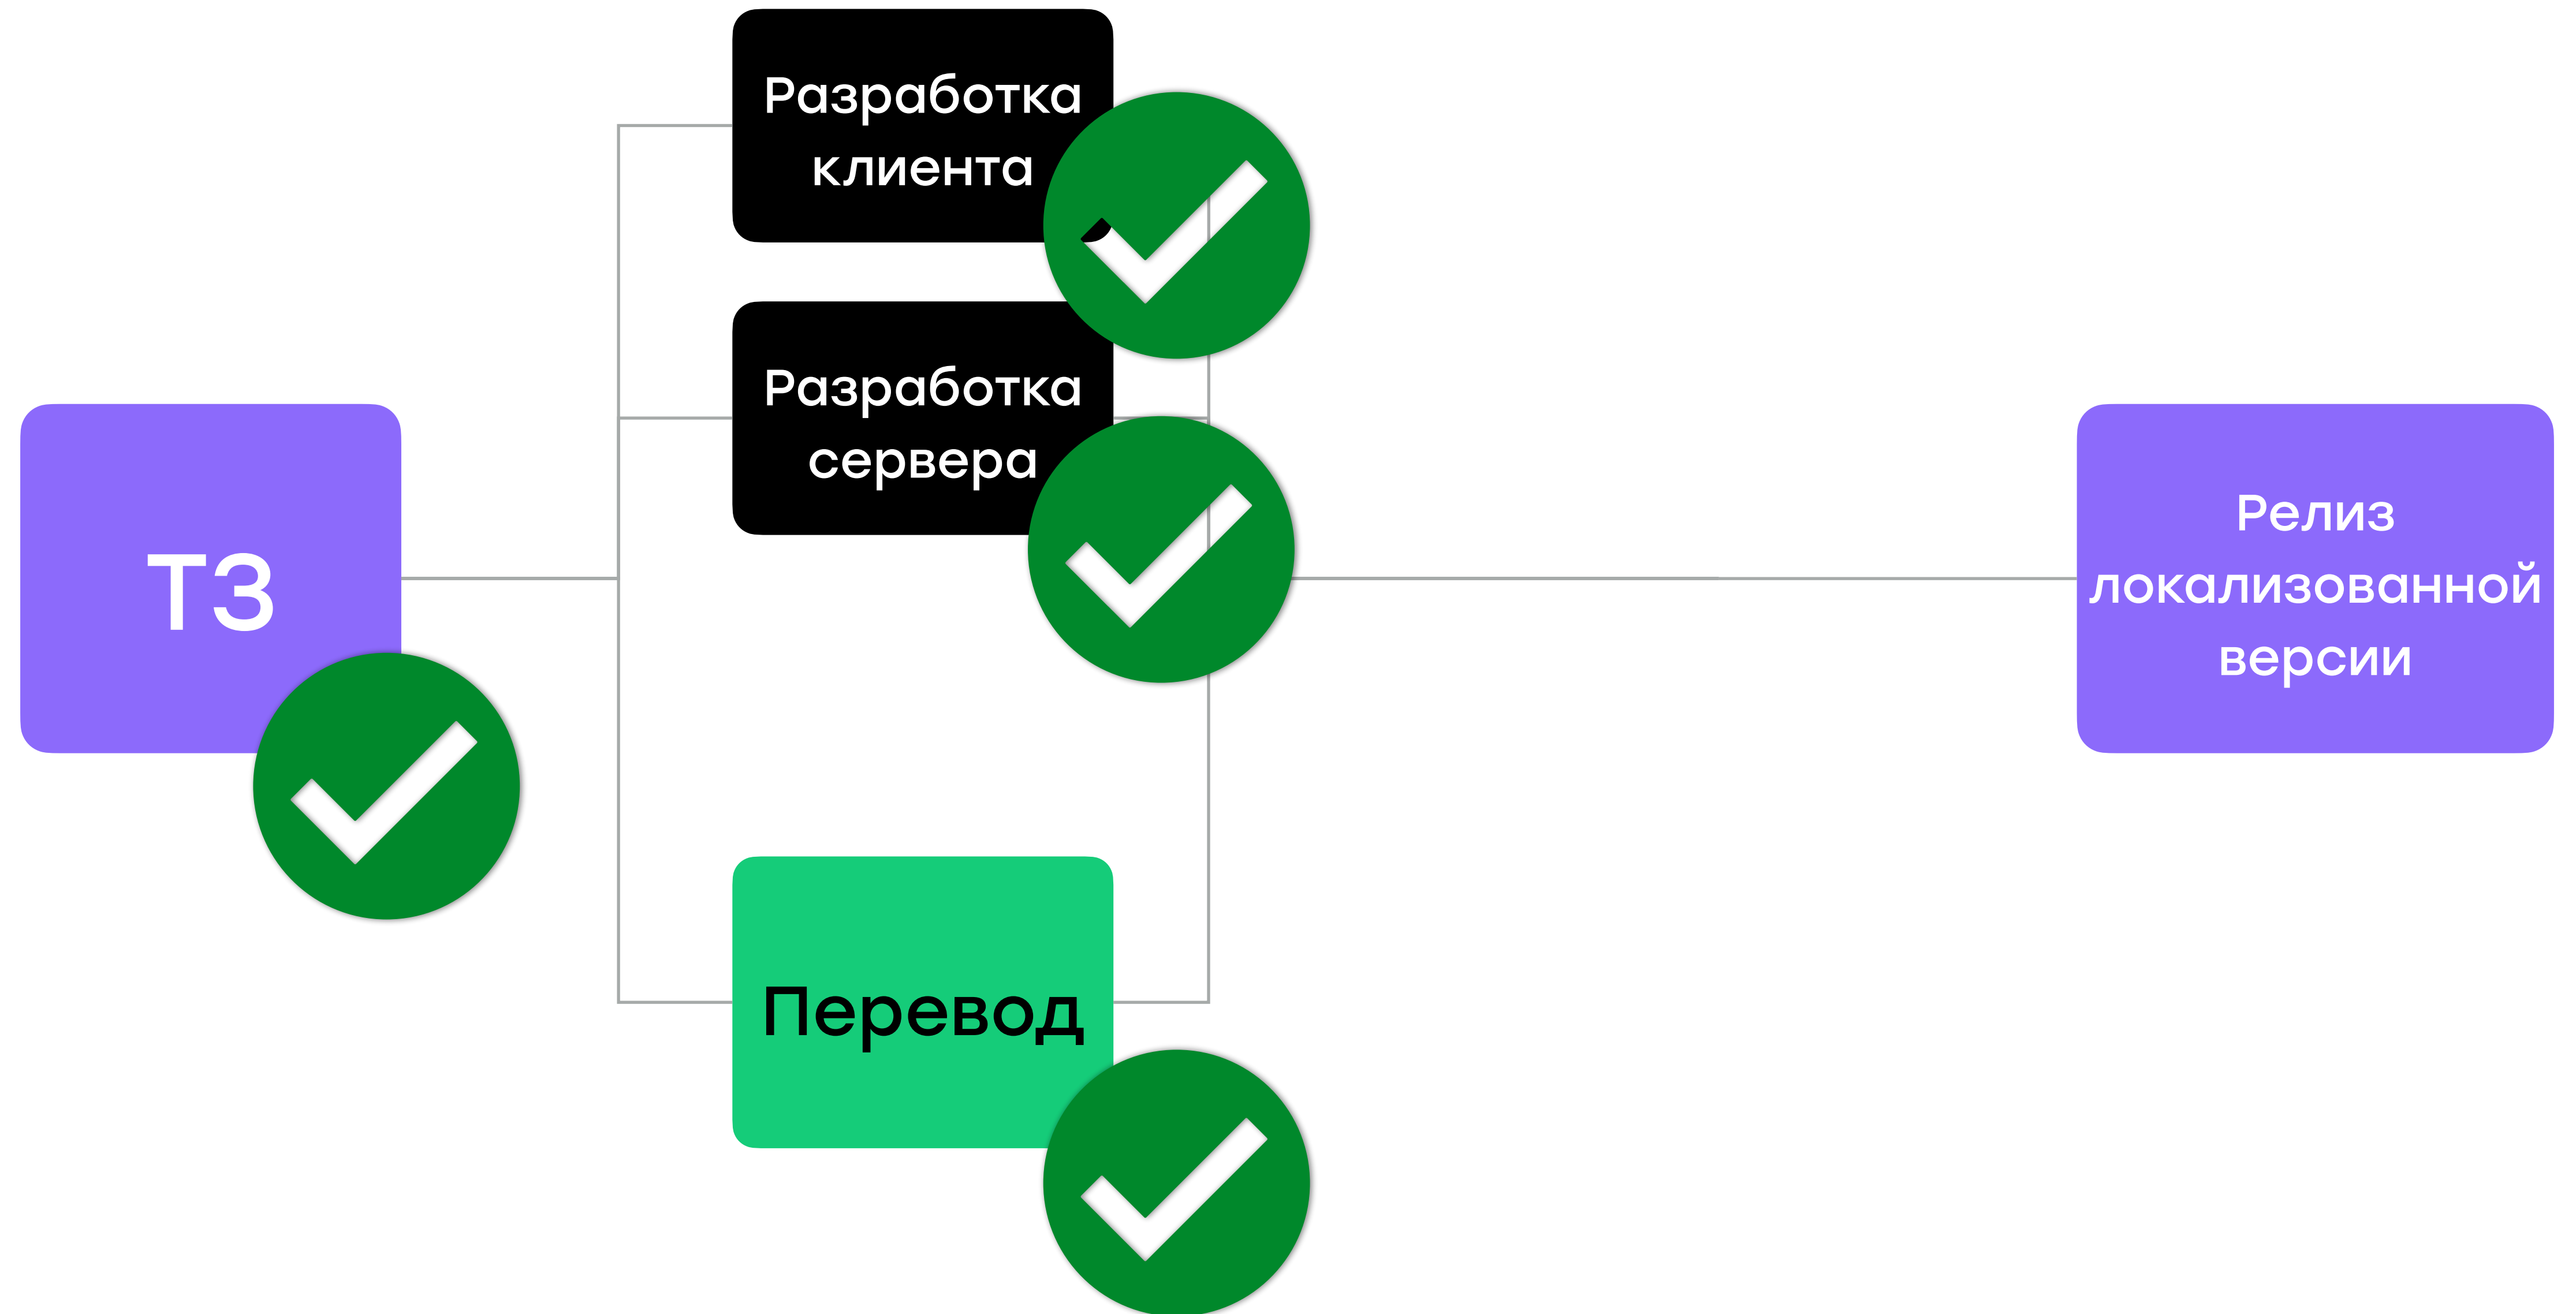 Разработка
клиента
Разработка
сервера
ТЗ
Релиз
локализованной
версии
Перевод